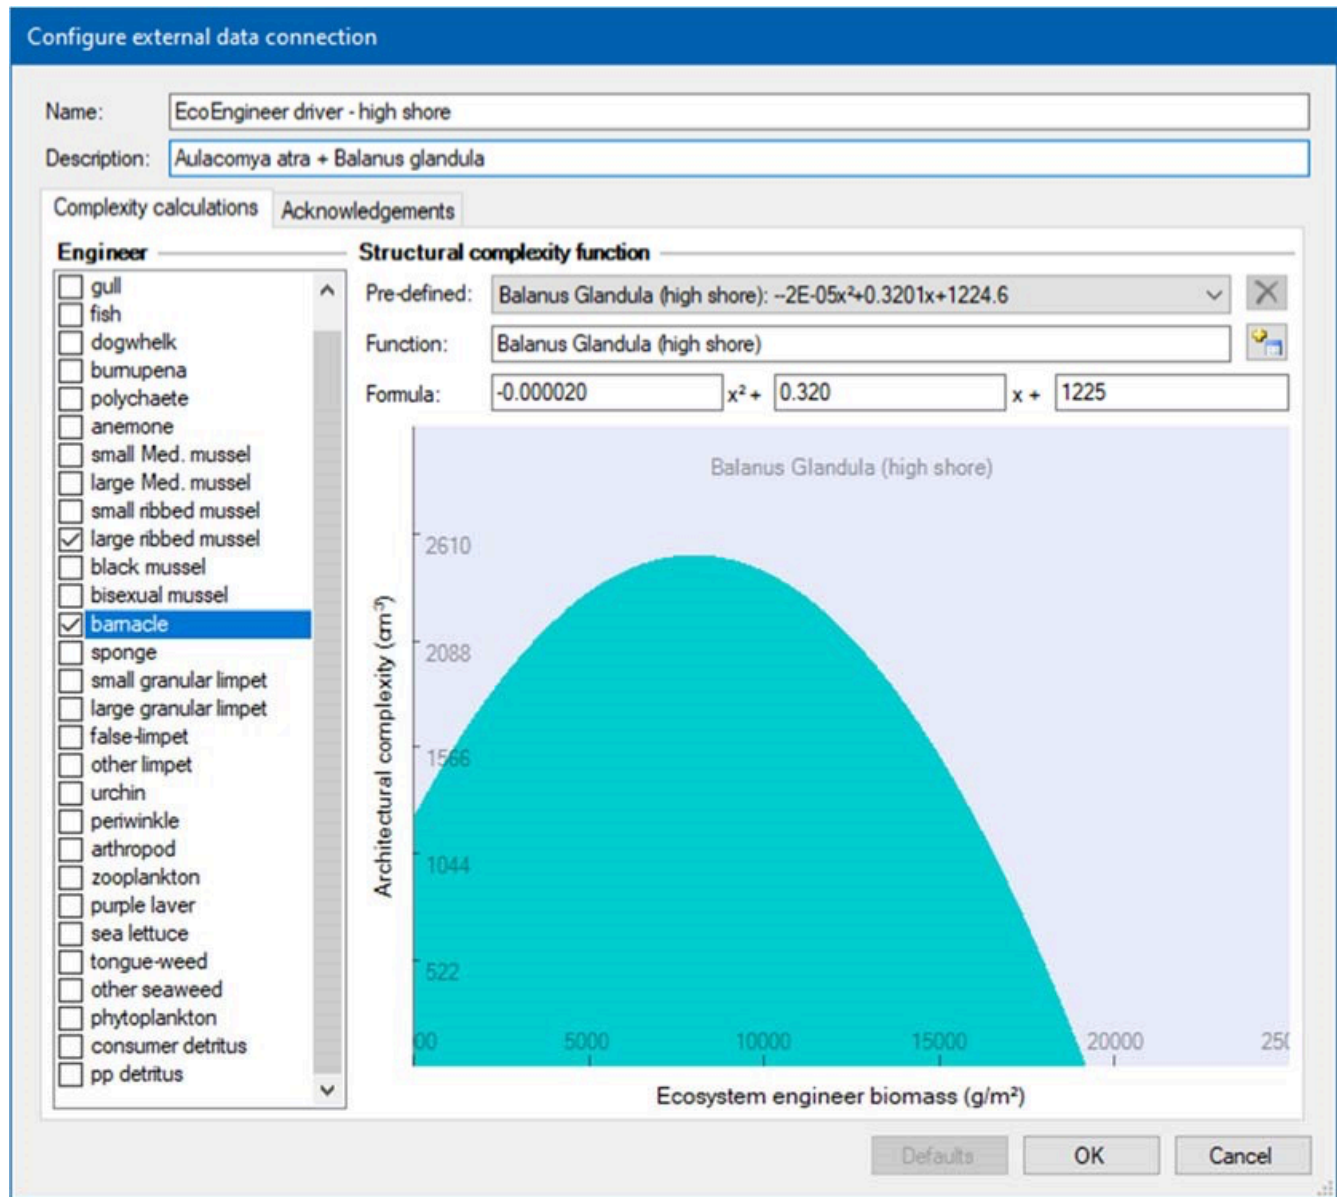 Configure external data connection
Name: EcoEngineer driver - high shore
Description: Aulacomya atra + Balanus glandula
Complexity calculations Acknowledgements
Engineer
gull
fish
dogwhelk
burnupena
polychaete
anemone
small Med. mussel
large Med. mussel
small ribbed mussel
large ribbed mussel
black mussel
bisexual mussel
barnacle
sponge
small granular limpet
large granular limpet
false-limpet
other limpet
urchin
periwinkle
arthropod
zooplankton
purple laver
sea lettuce
tongue-weed
other seaweed
phytoplankton
consumer detritus
pp detritus
Structural complexity function
Pre-defined: Balanus Glandula (high shore): --2E-05x²+0.3201x+1224.6
Function: Balanus Glandula (high shore)
Formula: -0.000020 x² + 0.320 x + 1225
Balanus Glandula (high shore)
Architectural complexity (cm⁻³)
2610
2088
1566
1044
522
00 5000 10000 15000 20000 250
Ecosystem engineer biomass (g/m²)
Defaults OK Cancel